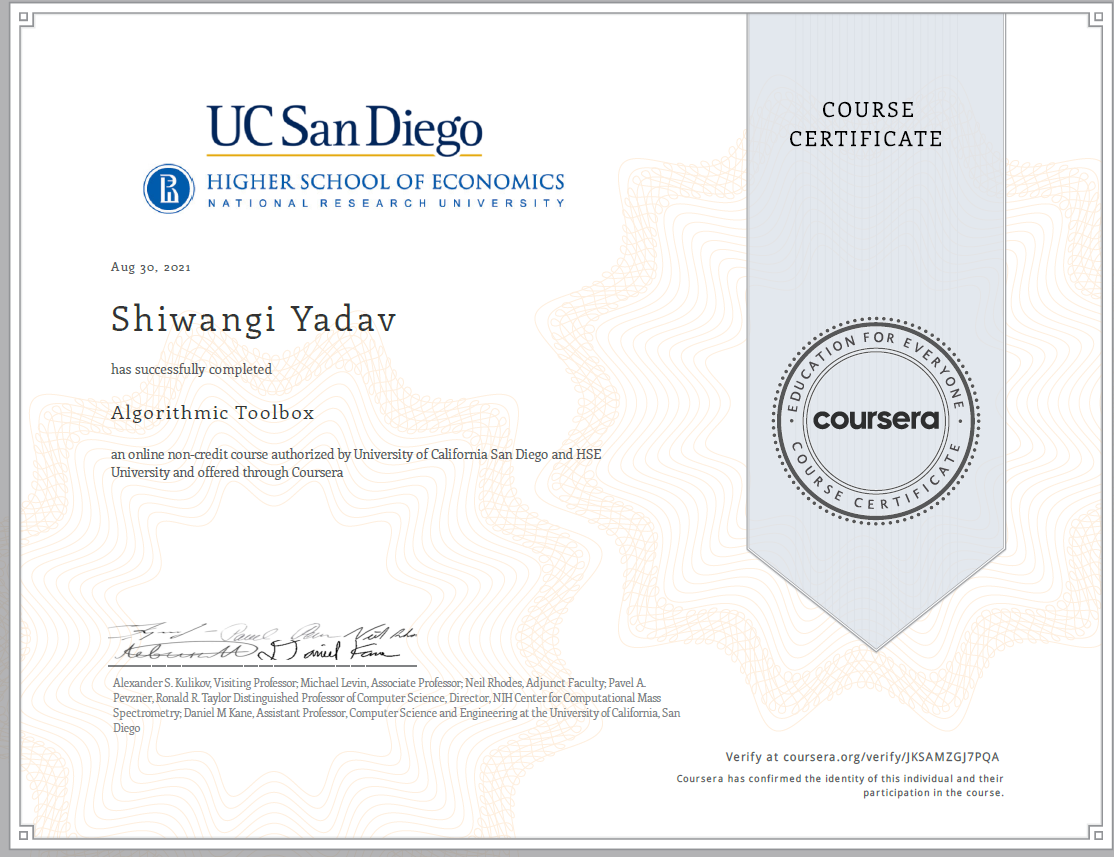 COURSE
CERTIFICATE
UC San Diego
HIGHER SCHOOL OF ECONOMICS
NATIONAL RESEARCH UNIVERSITY
Aug 30, 2021
Shiwangi Yadav
has successfully completed
Algorithmic Toolbox
an online non-credit course authorized by University of California San Diego and HSE
University and offered through Coursera
EDUCATION FOR EVERYONE
coursera
COURSE CERTIFICATE
Daniel Kane
Alexander S. Kulikov, Visiting Professor; Michael Levin, Associate Professor; Neil Rhodes, Adjunct Faculty; Pavel A.
Pevzner, Ronald R. Taylor Distinguished Professor of Computer Science, Director, NIH Center for Computational Mass
Spectrometry; Daniel M Kane, Assistant Professor, Computer Science and Engineering at the University of California, San
Diego
Verify at coursera.org/verify/JKSAMZGJ7PQA
Coursera has confirmed the identity of this individual and their
participation in the course.